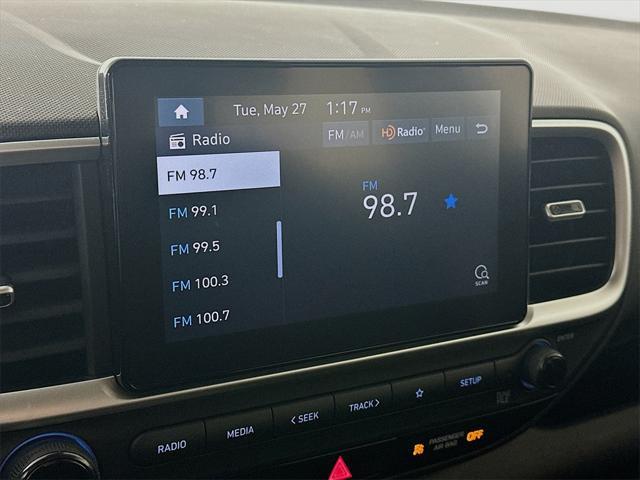 Tue, May 27 1:17 PM
Radio FM/AM HD Radio Menu
FM 98.7
FM 99.1
FM 99.5
FM 100.3
FM 100.7
FM
98.7
SCAN
RADIO MEDIA < SEEK TRACK > SETUP
ENTER
PASSENGER AIR BAG OFF